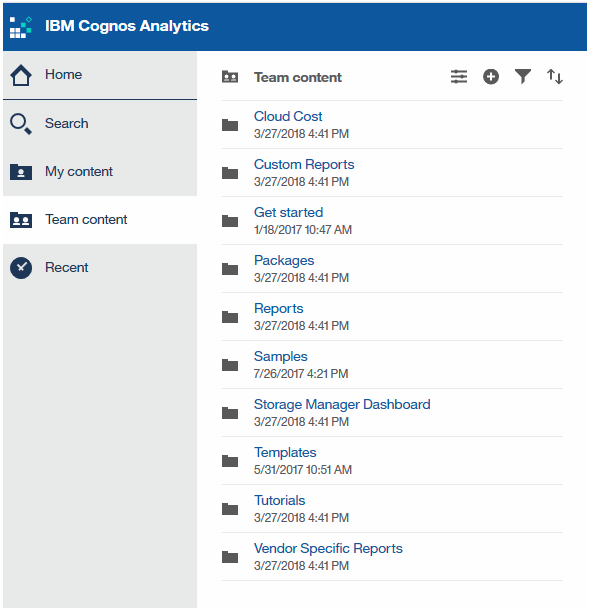 IBM Cognos Analytics
Home
Search
My content
Team content
Recent
Team content
Cloud Cost
3/27/2018 4:41 PM
Custom Reports
3/27/2018 4:41 PM
Get started
1/18/2017 10:47 AM
Packages
3/27/2018 4:41 PM
Reports
3/27/2018 4:41 PM
Samples
7/26/2017 4:21 PM
Storage Manager Dashboard
3/27/2018 4:41 PM
Templates
5/31/2017 10:51 AM
Tutorials
3/27/2018 4:41 PM
Vendor Specific Reports
3/27/2018 4:41 PM